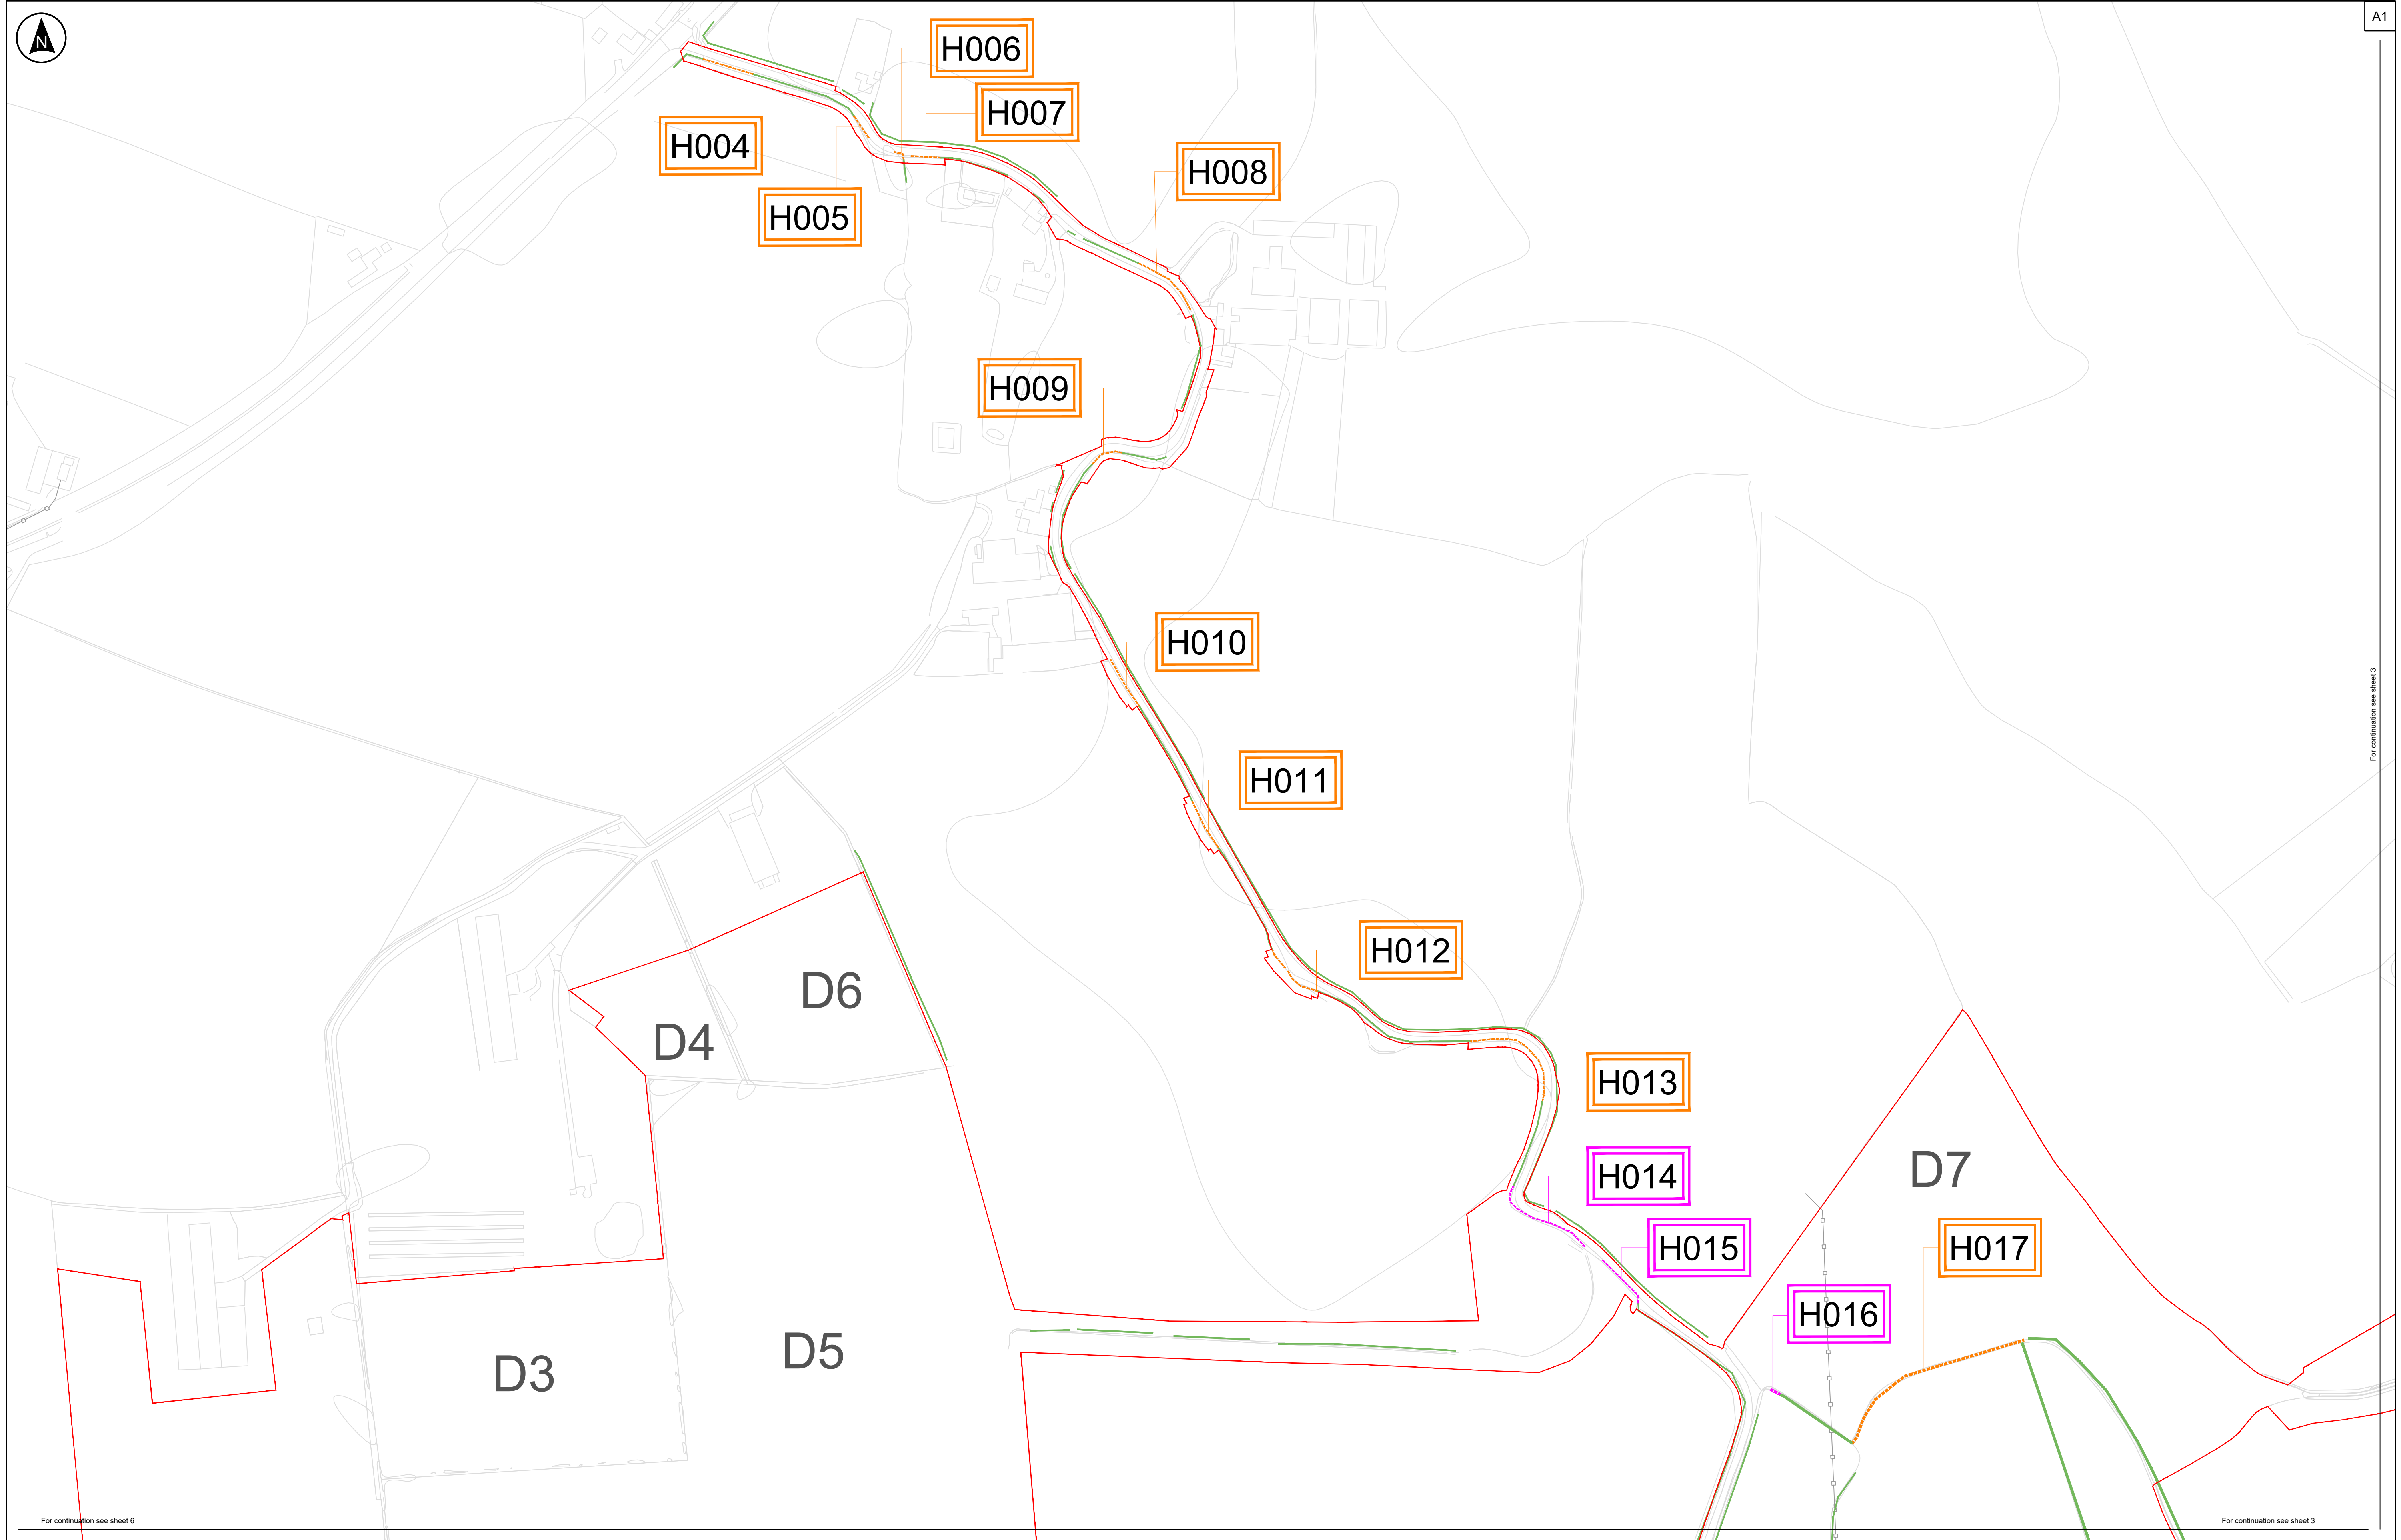 A1
N
H006
H007
H004
H008
H005
H009
H010
For continuation see sheet 3
H011
H012
D6
D4
H013
D7
H014
H015
H017
H016
D5
D3
For continuation see sheet 6
For continuation see sheet 3